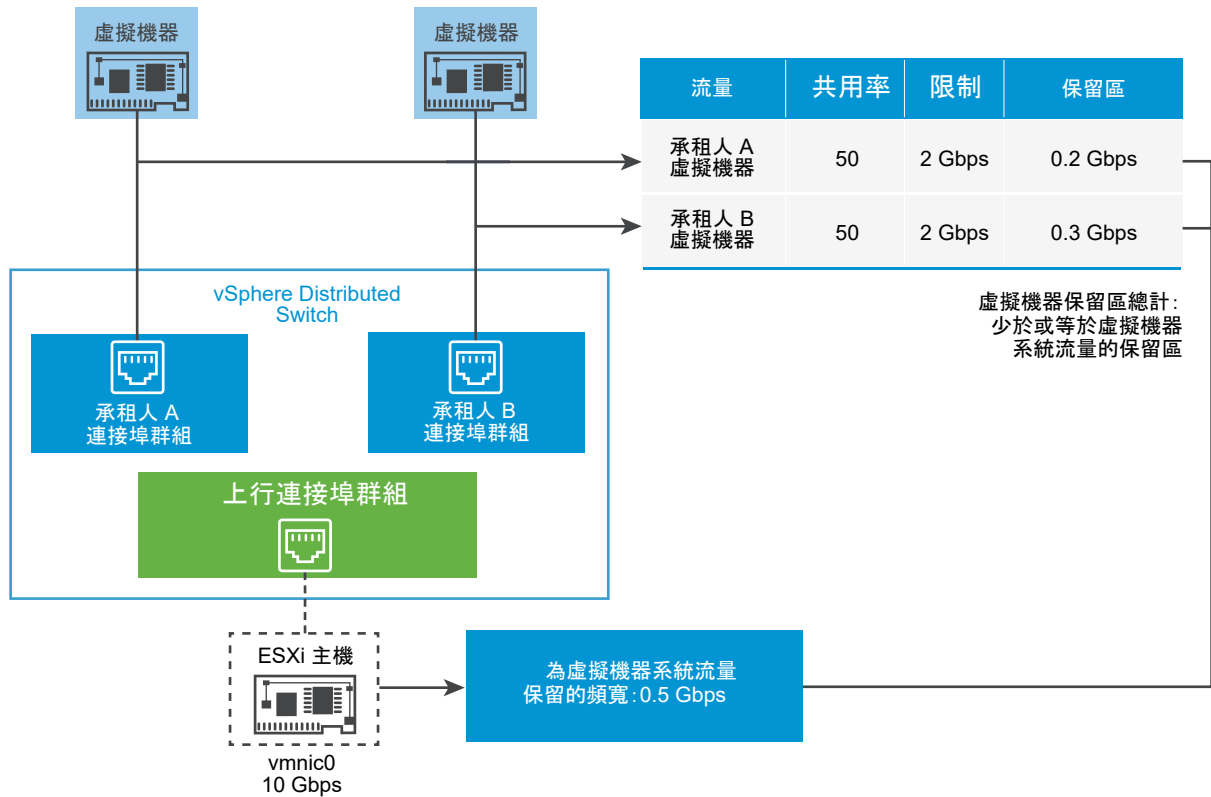 虛擬機器
虛擬機器
流量 共用率 限制 保留區
承租人 A
虛擬機器
50 2 Gbps 0.2 Gbps
承租人 B
虛擬機器
50 2 Gbps 0.3 Gbps
虛擬機器保留區總計：
少於或等於虛擬機器
系統流量的保留區
vSphere Distributed
Switch
承租人 A
連接埠群組
承租人 B
連接埠群組
上行連接埠群組
ESXi 主機
vmnic0
10 Gbps
為虛擬機器系統流量
保留的頻寬：0.5 Gbps